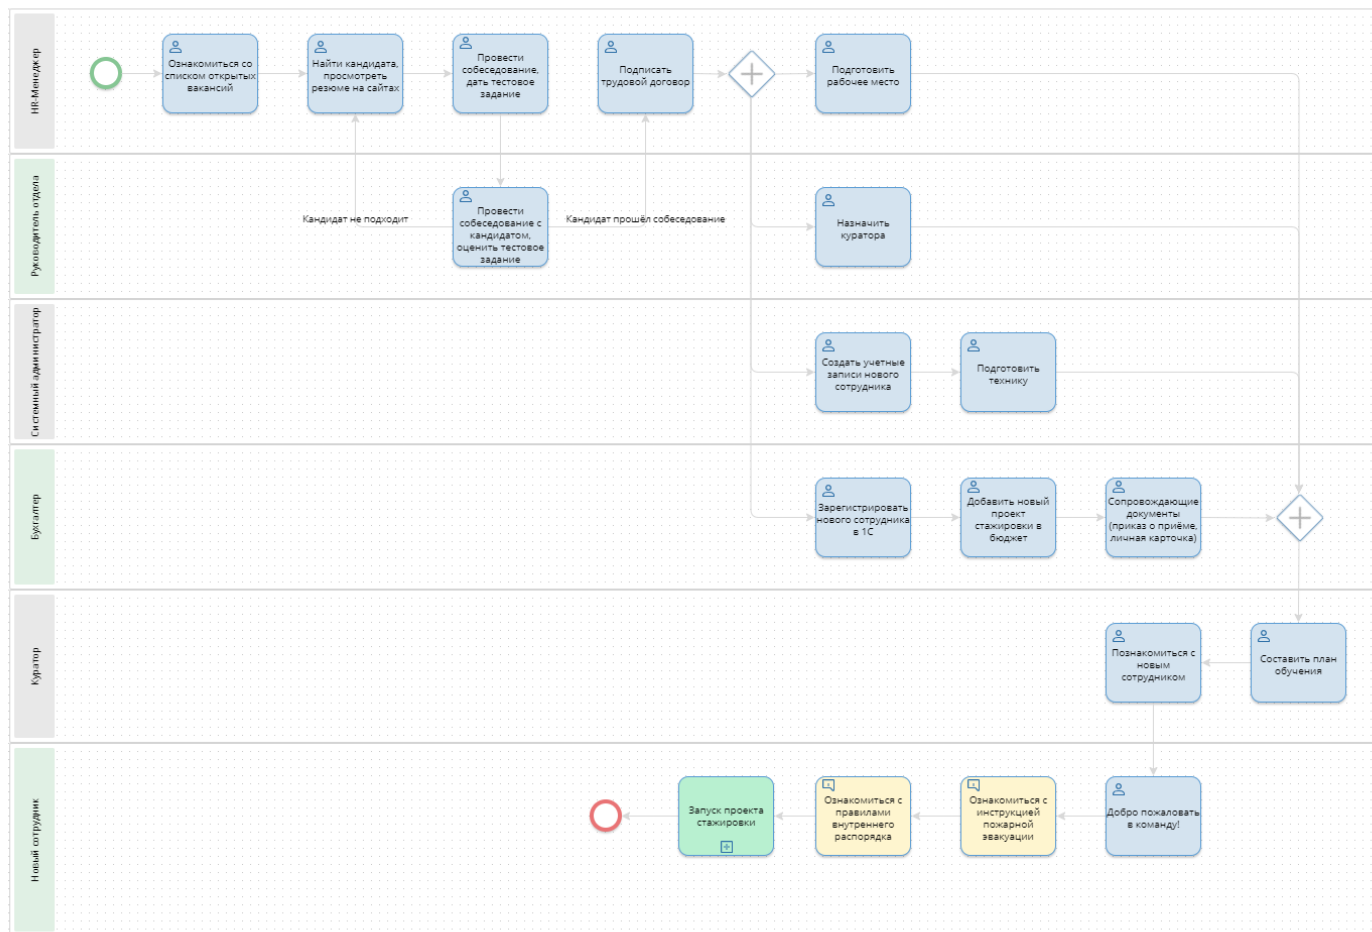 HR-Менеджер
Ознакомиться со
списком открытых
вакансий
Найти кандидата,
просмотреть
резюме на сайтах
Провести
собеседование,
дать тестовое
задание
Подписать
трудовой договор
Подготовить
рабочее место
Руководитель отдела
Кандидат не подходит
Провести
собеседование с
кандидатом,
оценить тестовое
задание
Кандидат прошёл собеседование
Назначить
куратора
Системный администратор
Создать учетные
записи нового
сотрудника
Подготовить
технику
Бухгалтер
Зарегистрировать
нового сотрудника
в 1С
Добавить новый
проект
стажировки в
бюджет
Сопровождающие
документы
(приказ о приёме,
личная карточка)
Куратор
Познакомиться с
новым
сотрудником
Составить план
обучения
Новый сотрудник
Запуск проекта
стажировки
Ознакомиться с
правилами
внутреннего
распорядка
Ознакомиться с
инструкцией
пожарной
эвакуации
Добро пожаловать
в команду!